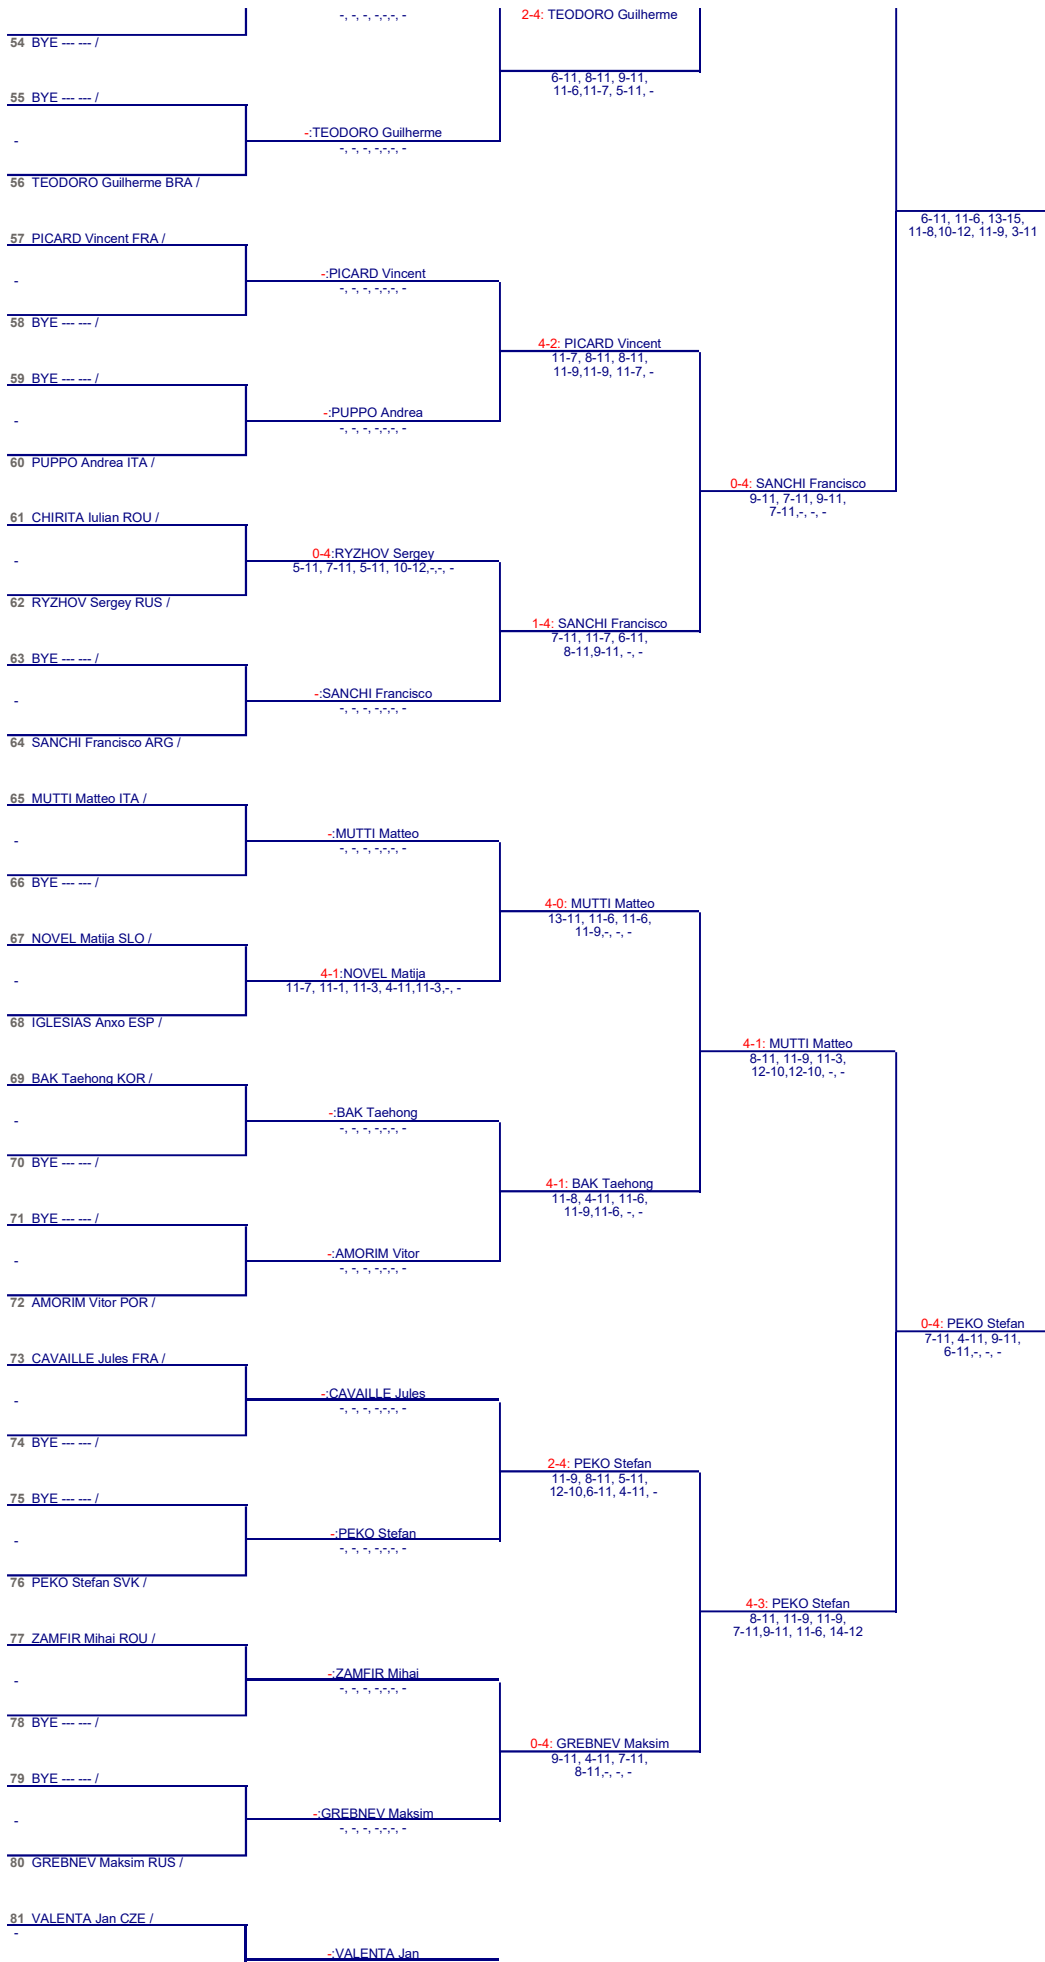 -, -, -, -,-,-, -
2-4: TEODORO Guilherme
54 BYE --- --- /
6-11, 8-11, 9-11,
11-6,11-7, 5-11, -
55 BYE --- --- /
-
-:TEODORO Guilherme
-, -, -, -,-,-, -
56 TEODORO Guilherme BRA /
6-11, 11-6, 13-15,
11-8,10-12, 11-9, 3-11
57 PICARD Vincent FRA /
-
-:PICARD Vincent
-, -, -, -,-,-, -
58 BYE --- --- /
4-2: PICARD Vincent
11-7, 8-11, 8-11,
11-9,11-9, 11-7, -
59 BYE --- --- /
-
-:PUPPO Andrea
-, -, -, -,-,-, -
60 PUPPO Andrea ITA /
0-4: SANCHI Francisco
9-11, 7-11, 9-11,
7-11,-, -, -
61 CHIRITA Iulian ROU /
-
0-4:RYZHOV Sergey
5-11, 7-11, 5-11, 10-12,-,-, -
62 RYZHOV Sergey RUS /
1-4: SANCHI Francisco
7-11, 11-7, 6-11,
8-11,9-11, -, -
63 BYE --- --- /
-
-:SANCHI Francisco
-, -, -, -,-,-, -
64 SANCHI Francisco ARG /
65 MUTTI Matteo ITA /
-
-:MUTTI Matteo
-, -, -, -,-,-, -
66 BYE --- --- /
4-0: MUTTI Matteo
13-11, 11-6, 11-6,
11-9,-, -, -
67 NOVEL Matija SLO /
-
4-1:NOVEL Matija
11-7, 11-1, 11-3, 4-11,11-3,-, -
68 IGLESIAS Anxo ESP /
4-1: MUTTI Matteo
8-11, 11-9, 11-3,
12-10,12-10, -, -
69 BAK Taehong KOR /
-
-:BAK Taehong
-, -, -, -,-,-, -
70 BYE --- --- /
4-1: BAK Taehong
11-8, 4-11, 11-6,
11-9,11-6, -, -
71 BYE --- --- /
-
-:AMORIM Vitor
-, -, -, -,-,-, -
72 AMORIM Vitor POR /
0-4: PEKO Stefan
7-11, 4-11, 9-11,
6-11,-, -, -
73 CAVAILLE Jules FRA /
-
-:CAVAILLE Jules
-, -, -, -,-,-, -
74 BYE --- --- /
2-4: PEKO Stefan
11-9, 8-11, 5-11,
12-10,6-11, 4-11, -
75 BYE --- --- /
-
-:PEKO Stefan
-, -, -, -,-,-, -
76 PEKO Stefan SVK /
4-3: PEKO Stefan
8-11, 11-9, 11-9,
7-11,9-11, 11-6, 14-12
77 ZAMFIR Mihai ROU /
-
-:ZAMFIR Mihai
-, -, -, -,-,-, -
78 BYE --- --- /
0-4: GREBNEV Maksim
9-11, 4-11, 7-11,
8-11,-, -, -
79 BYE --- --- /
-
-:GREBNEV Maksim
-, -, -, -,-,-, -
80 GREBNEV Maksim RUS /
81 VALENTA Jan CZE /
-
-:VALENTA Jan